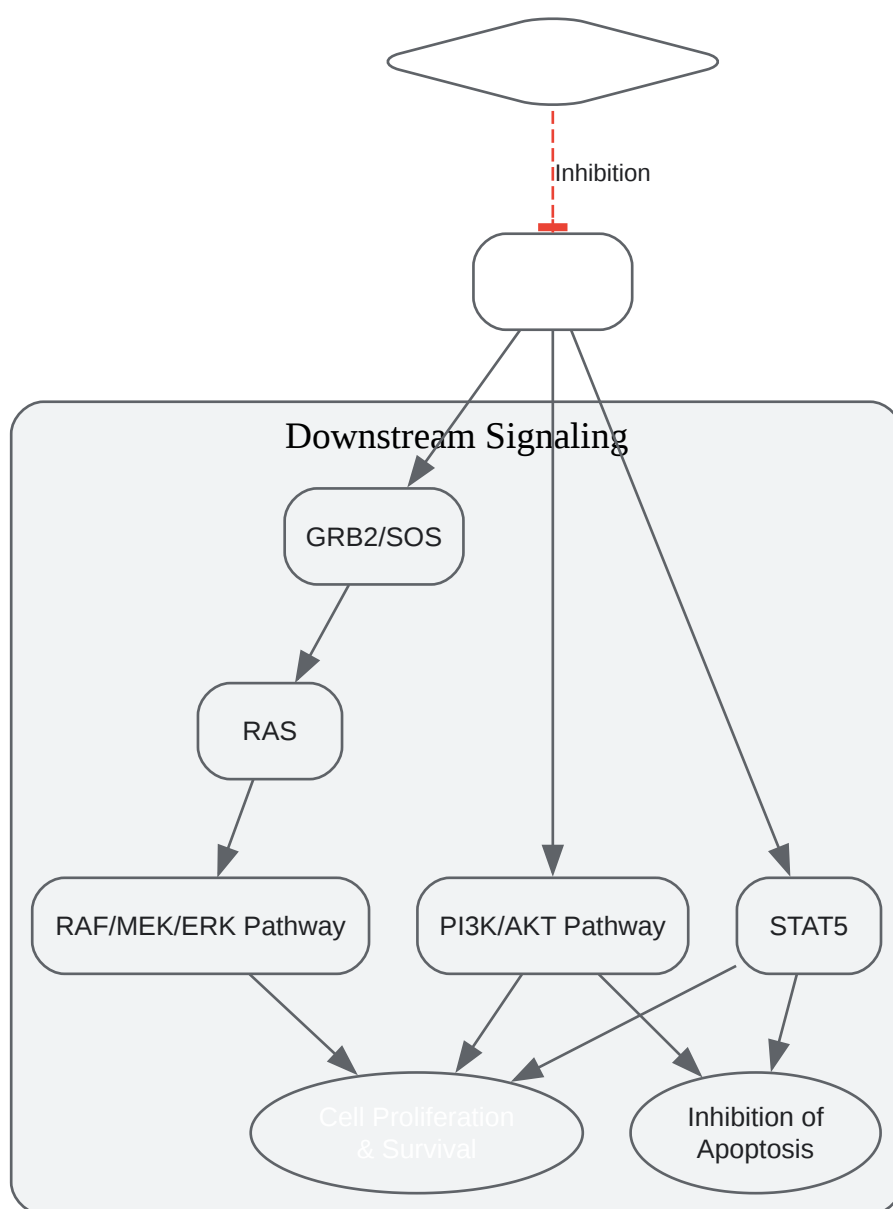 Inhibition
Downstream Signaling
GRB2/SOS
RAS
RAF/MEK/ERK Pathway
PI3K/AKT Pathway
STAT5
Cell Proliferation
& Survival
Inhibition of
Apoptosis